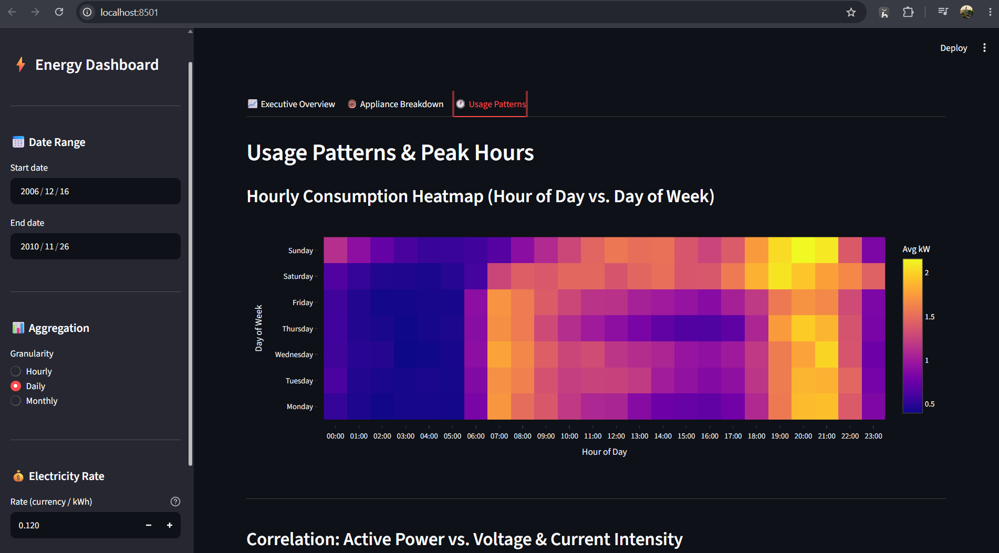 localhost:8501
Deploy
Energy Dashboard
Date Range
Start date
2006/12/16
End date
2010/11/26
Aggregation
Granularity
Hourly
Daily
Monthly
Electricity Rate
Rate (currency / kWh)
0.120
Executive Overview
Appliance Breakdown
Usage Patterns
Usage Patterns & Peak Hours
Hourly Consumption Heatmap (Hour of Day vs. Day of Week)
Day of Week
Sunday
Saturday
Friday
Thursday
Wednesday
Tuesday
Monday
00:00 01:00 02:00 03:00 04:00 05:00 06:00 07:00 08:00 09:00 10:00 11:00 12:00 13:00 14:00 15:00 16:00 17:00 18:00 19:00 20:00 21:00 22:00 23:00
Hour of Day
Avg kW
2
1.5
1
0.5
Correlation: Active Power vs. Voltage & Current Intensity